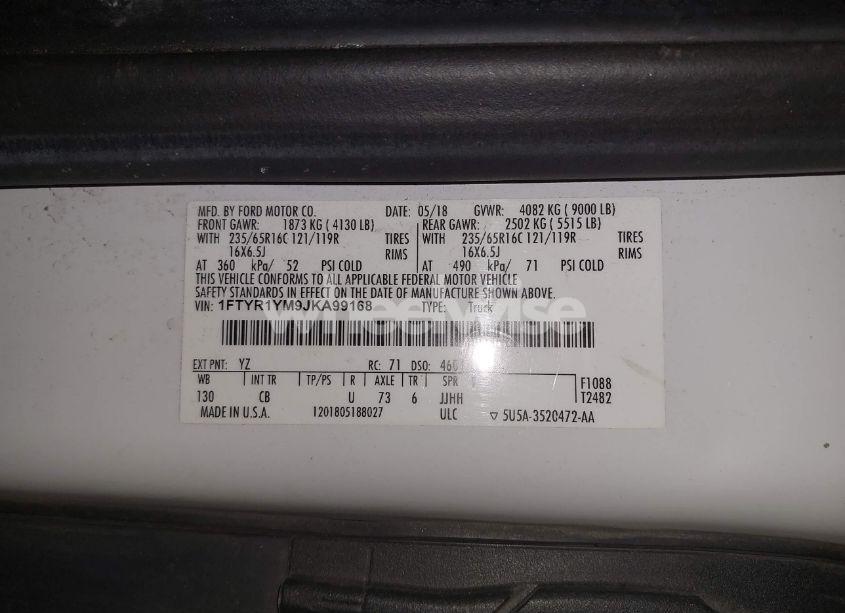 MFD. BY FORD MOTOR CO. DATE: 05/18 GVWR: 4082 KG ( 9000 LB)
FRONT GAWR: 1873 KG ( 4130 LB) REAR GAWR: 2502 KG ( 5515 LB)
WITH 235/65R16C 121/119R TIRES WITH 235/65R16C 121/119R TIRES
16X6.5J RIMS 16X6.5J RIMS
AT 360 kPa/ 52 PSI COLD AT 490 kPa/ 71 PSI COLD
THIS VEHICLE CONFORMS TO ALL APPLICABLE FEDERAL MOTOR VEHICLE
SAFETY STANDARDS IN EFFECT ON THE DATE OF MANUFACTURE SHOWN ABOVE.
VIN: 1FTYR1YM9JKA99168 TYPE: Truck
wheelwise
EXT PNT: YZ RC: 71 DSO:
WB INT TR TP/PS R AXLE TR SPR F1088
130 CB U 73 6 JJHH T2482
MADE IN U.S.A. 1201805188027 ULC ▽ 5U5A-3520472-AA